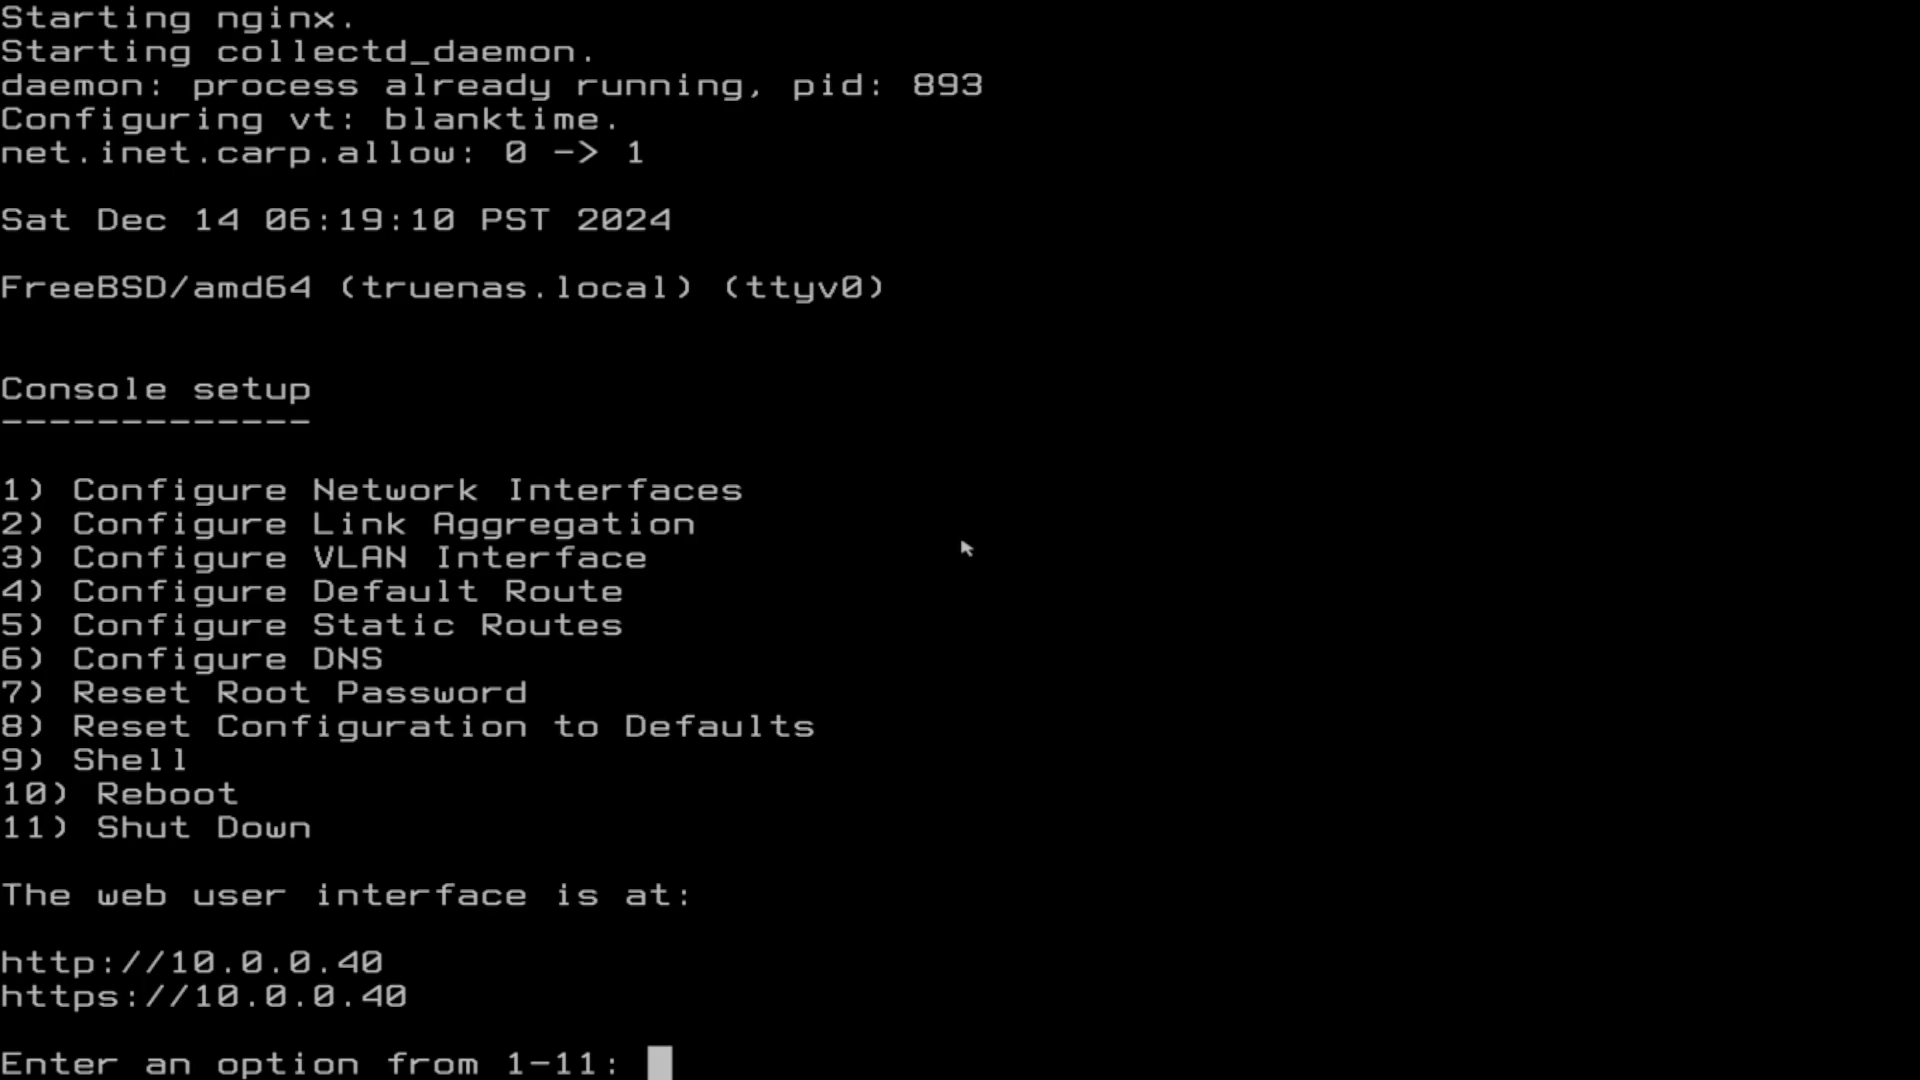 Starting nginx.
Starting collectd_daemon.
daemon: process already running, pid: 893
Configuring vt: blanktime.
net.inet.carp.allow: 0 -> 1
Sat Dec 14 06:19:10 PST 2024
FreeBSD/amd64 (truenas.local) (ttyv0)
Console setup
-------------
1) Configure Network Interfaces
2) Configure Link Aggregation
3) Configure VLAN Interface
4) Configure Default Route
5) Configure Static Routes
6) Configure DNS
7) Reset Root Password
8) Reset Configuration to Defaults
9) Shell
10) Reboot
11) Shut Down
The web user interface is at:
http://10.0.0.40
https://10.0.0.40
Enter an option from 1-11: